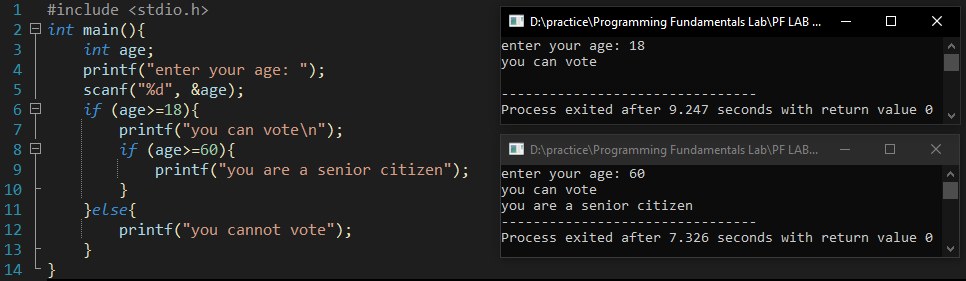 1 #include <stdio.h>
2 int main(){
3 int age;
4 printf("enter your age: ");
5 scanf("%d", &age);
6 if (age>=18){
7 printf("you can vote\n");
8 if (age>=60){
9 printf("you are a senior citizen");
10 }
11 }else{
12 printf("you cannot vote");
13 }
14 }
D:\practice\Programming Fundamentals Lab\PF LAB ...
enter your age: 18
you can vote
--------------------------------
Process exited after 9.247 seconds with return value 0
D:\practice\Programming Fundamentals Lab\PF LAB...
enter your age: 60
you can vote
you are a senior citizen
--------------------------------
Process exited after 7.326 seconds with return value 0